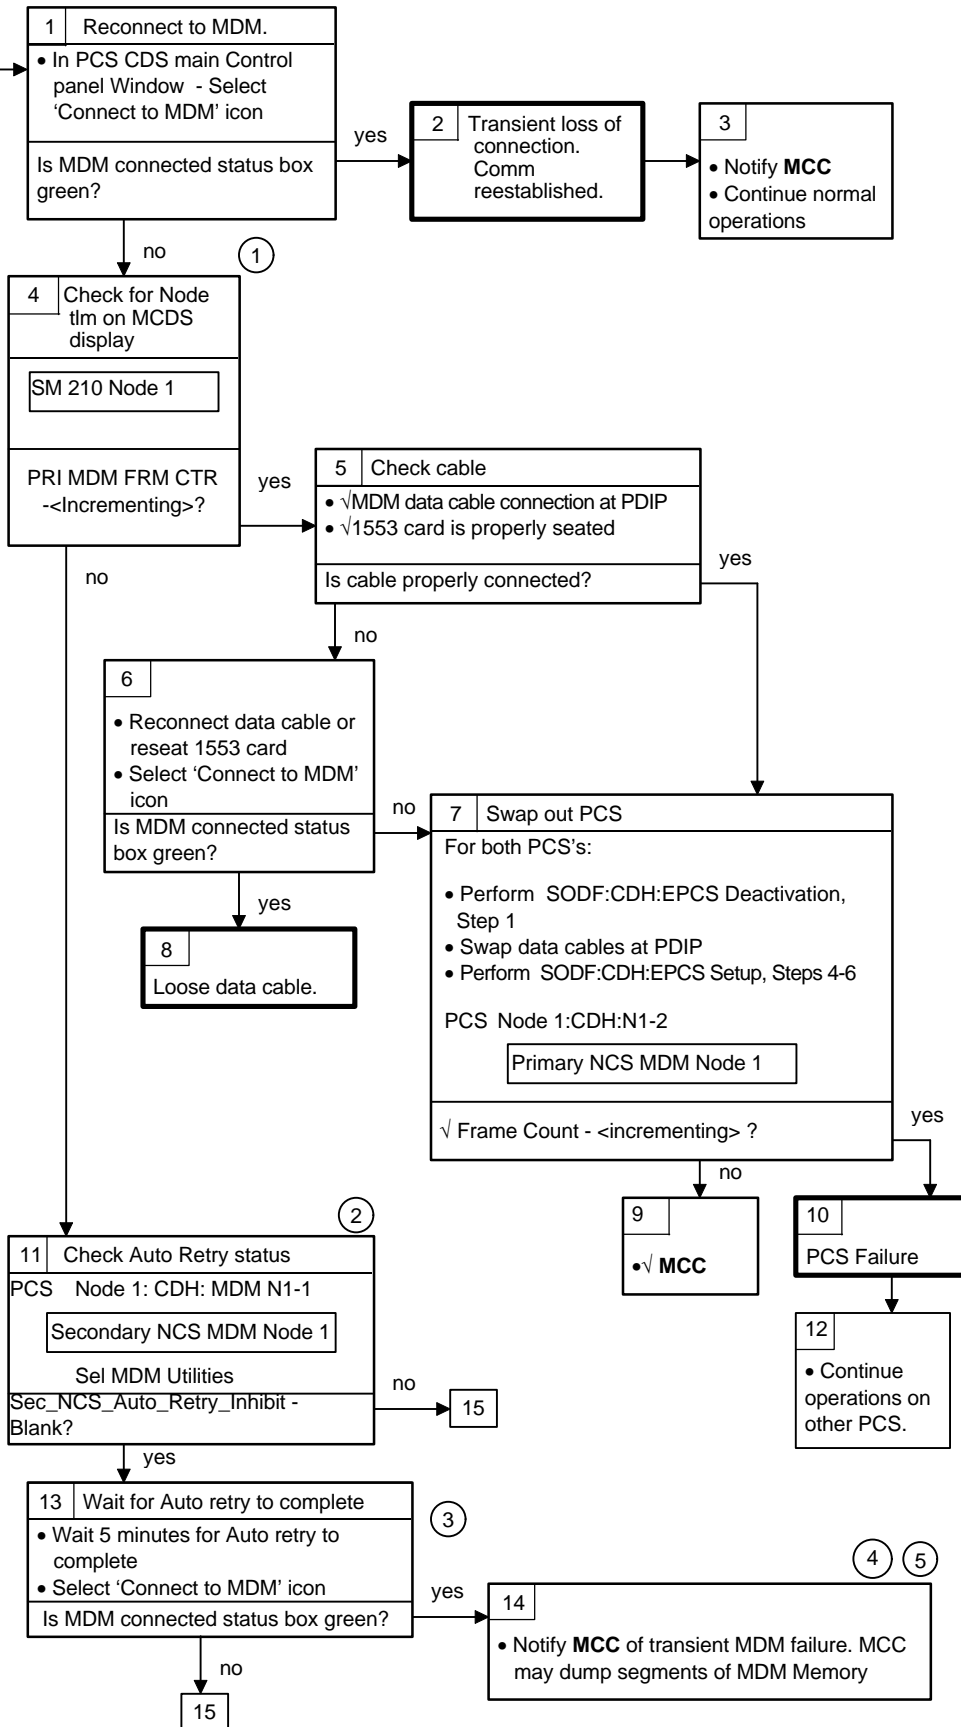 1 Reconnect to MDM.
• In PCS CDS main Control
panel Window - Select
‘Connect to MDM’ icon
Is MDM connected status box
green?
yes
no
2 Transient loss of
connection.
Comm
reestablished.
3
• Notify MCC
• Continue normal
operations
1
4 Check for Node
tlm on MCDS
display
SM 210 Node 1
PRI MDM FRM CTR
-<Incrementing>?
yes
no
5 Check cable
• √MDM data cable connection at PDIP
• √1553 card is properly seated
Is cable properly connected?
yes
no
6
• Reconnect data cable or
reseat 1553 card
• Select ‘Connect to MDM’
icon
Is MDM connected status
box green?
no
yes
7 Swap out PCS
For both PCS's:
• Perform SODF:CDH:EPCS Deactivation,
Step 1
• Swap data cables at PDIP
• Perform SODF:CDH:EPCS Setup, Steps 4-6
PCS Node 1:CDH:N1-2
Primary NCS MDM Node 1
√ Frame Count - <incrementing> ?
yes
no
8
Loose data cable.
9
•√ MCC
10
PCS Failure
2
11 Check Auto Retry status
PCS Node 1: CDH: MDM N1-1
Secondary NCS MDM Node 1
Sel MDM Utilities
Sec_NCS_Auto_Retry_Inhibit -
Blank?
no
15
yes
12
• Continue
operations on
other PCS.
13 Wait for Auto retry to complete
• Wait 5 minutes for Auto retry to
complete
• Select ‘Connect to MDM’ icon
Is MDM connected status box green?
3
yes
no
15
4 5
14
• Notify MCC of transient MDM failure. MCC
may dump segments of MDM Memory